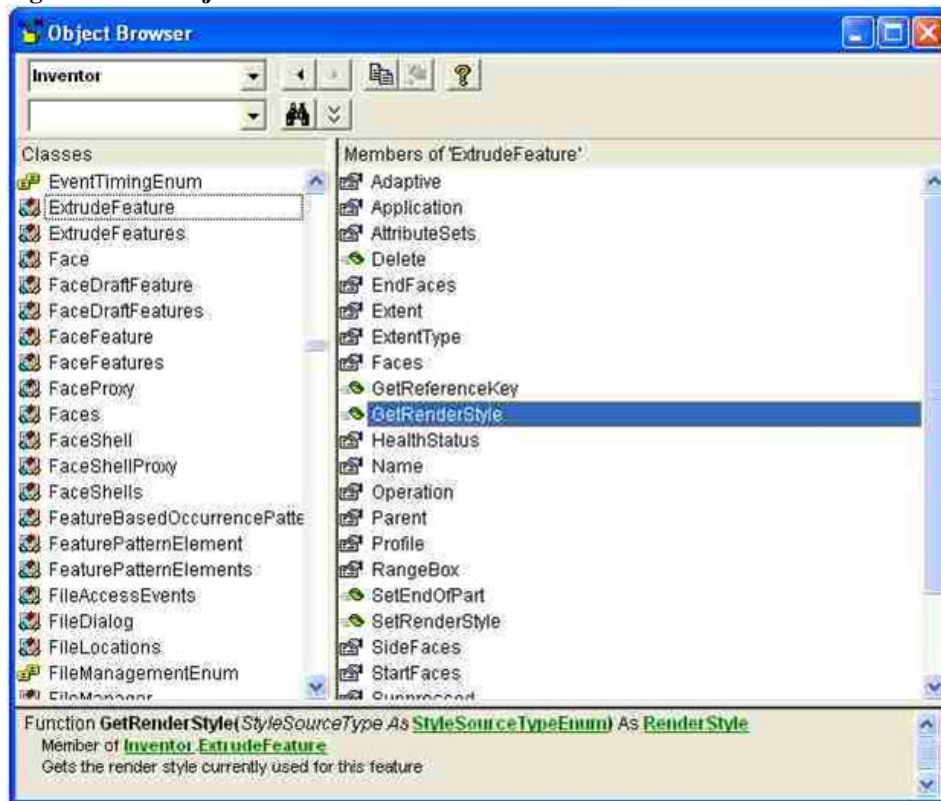 Object Browser
Inventor
Classes
EventTimingEnum
ExtrudeFeature
ExtrudeFeatures
Face
FaceDraftFeature
FaceDraftFeatures
FaceFeature
FaceFeatures
FaceProxy
Faces
FaceShell
FaceShellProxy
FaceShells
FeatureBasedOccurrencePatte
FeaturePatternElement
FeaturePatternElements
FileAccessEvents
FileDialog
FileLocations
FileManagementEnum
FileManager
Members of 'ExtrudeFeature'
Adaptive
Application
AttributeSets
Delete
EndFaces
Extent
ExtentType
Faces
GetReferenceKey
GetRenderStyle
HealthStatus
Name
Operation
Parent
Profile
RangeBox
SetEndOfPart
SetRenderStyle
SideFaces
StartFaces
Suppressed
Function GetRenderStyle(StyleSourceType As StyleSourceTypeEnum) As RenderStyle
Member of Inventor.ExtrudeFeature
Gets the render style currently used for this feature